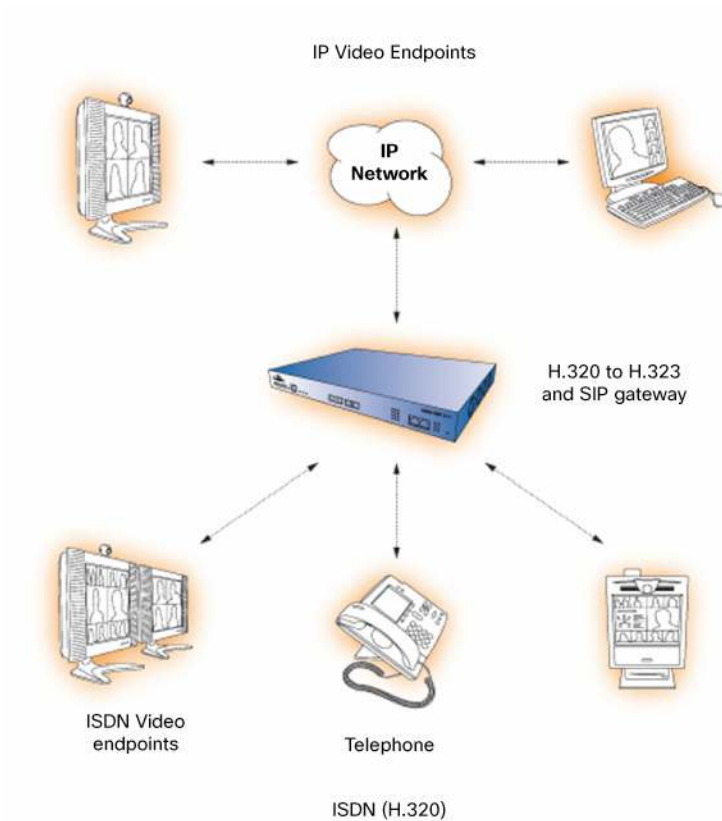 IP Video Endpoints
IP
Network
H.320 to H.323
and SIP gateway
ISDN Video
endpoints
Telephone
ISDN (H.320)